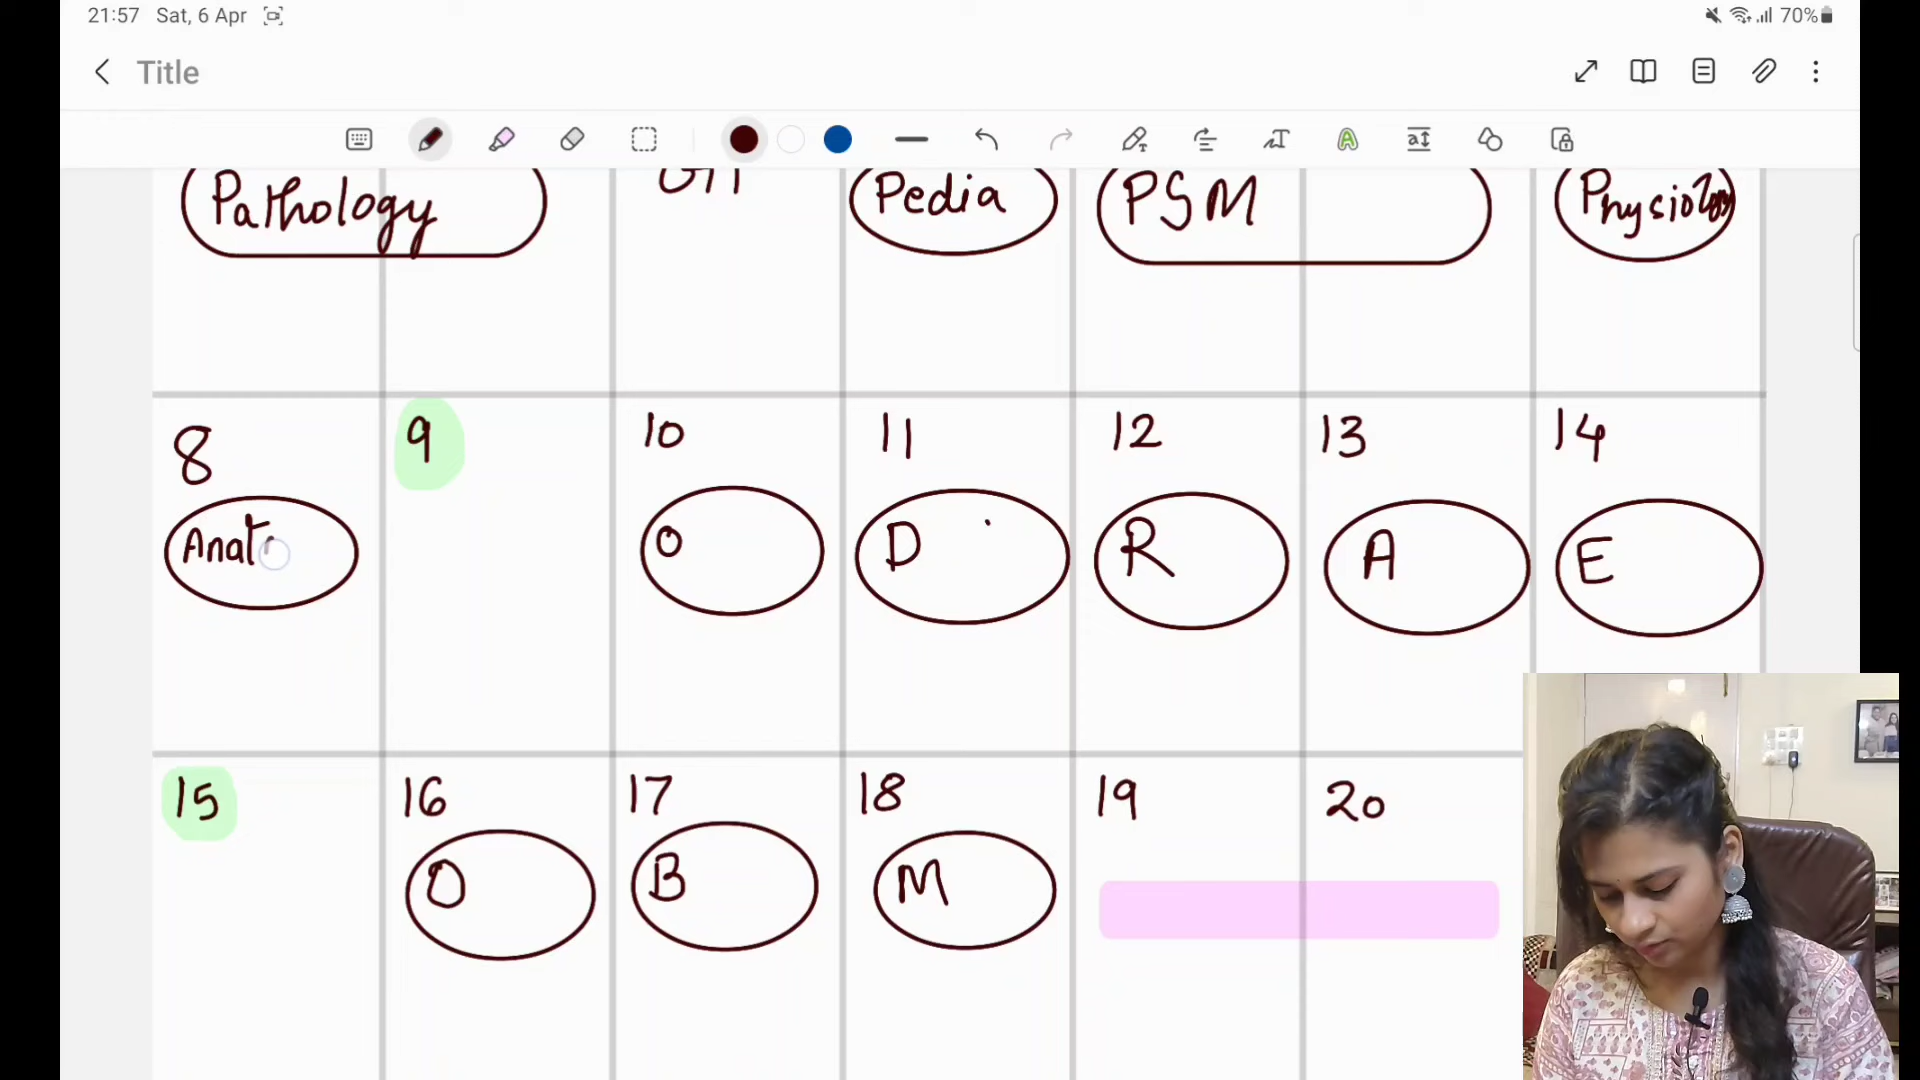 21:57 Sat, 6 Apr
70%
Title
Pathology
Pedia
PSM
Physiology
8
9
10
11
12
13
14
Anat
O
D
R
A
E
15
16
17
18
19
20
O
B
M